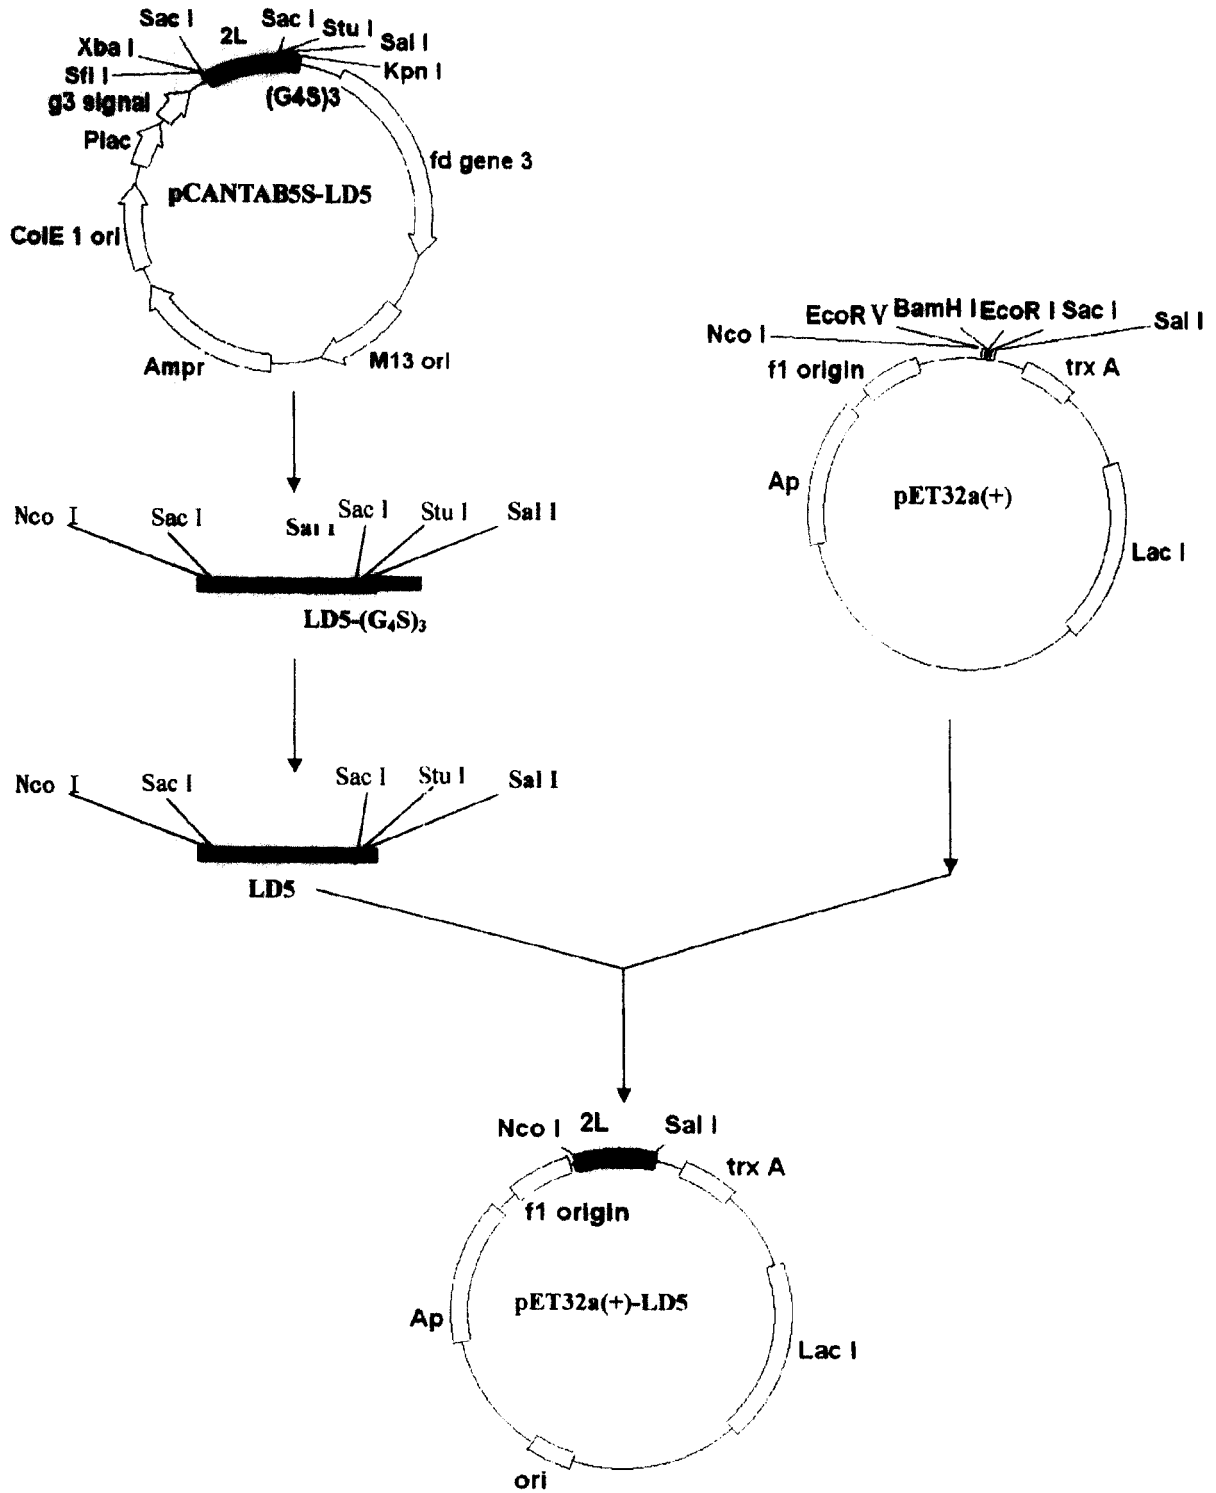 Sac I
2L
Sac I
Stu I
Xba I
Sal I
Sfi I
Kpn I
g3 signal
(G4S)3
Plac
fd gene 3
pCANTAB5S-LD5
ColE 1 ori
Ampr
M13 ori
EcoR V
BamH I
EcoR I
Sac I
Nco I
Sal I
f1 origin
trx A
Ap
pET32a(+)
Lac I
Nco I
Sac I
Sal I
Sac I
Stu I
Sal I
LD5-(G₄S)₃
Nco I
Sac I
Sac I
Stu I
Sal I
LD5
Nco I
2L
Sal I
trx A
f1 origin
Ap
pET32a(+)-LD5
Lac I
ori